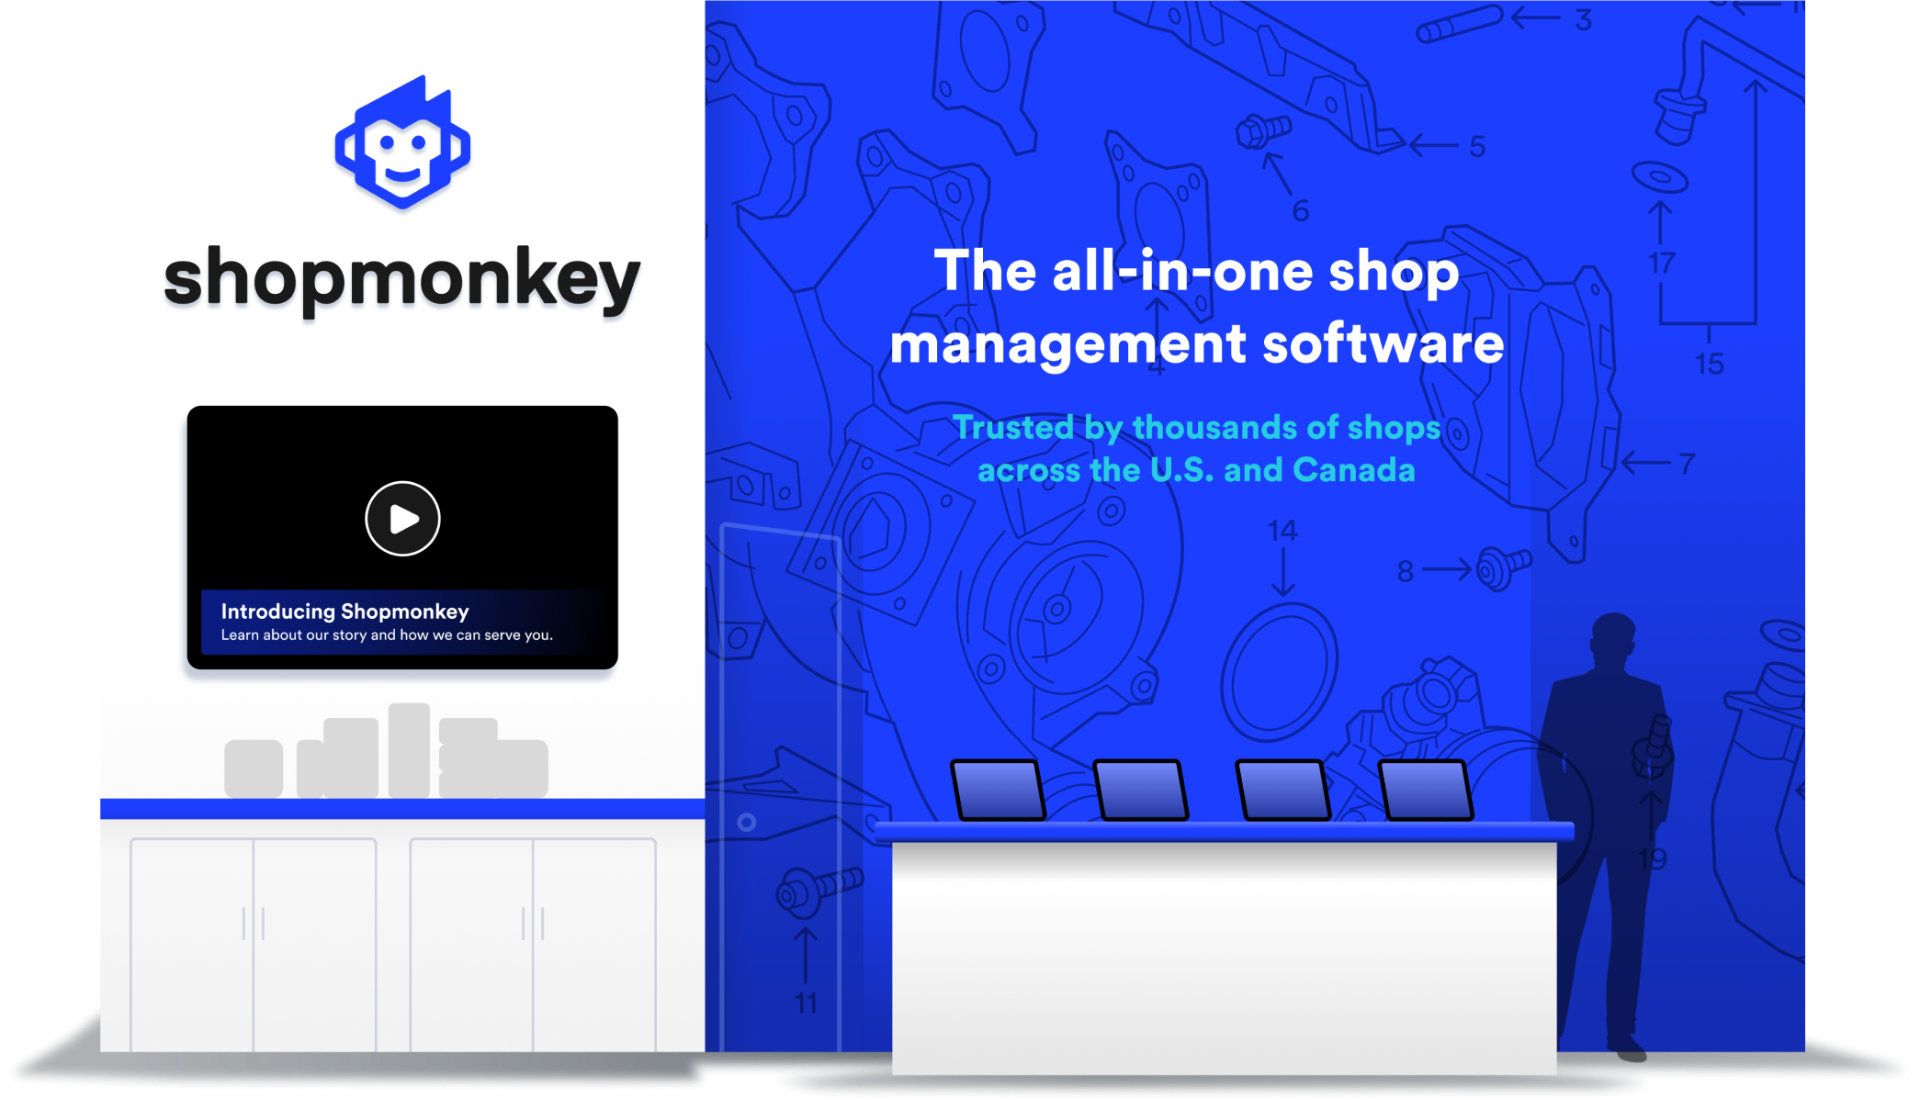 shopmonkey
Introducing Shopmonkey
Learn about our story and how we can serve you.
The all-in-one shop
management software
Trusted by thousands of shops
across the U.S. and Canada
3
5
6
17
4
15
7
14
8
19
11